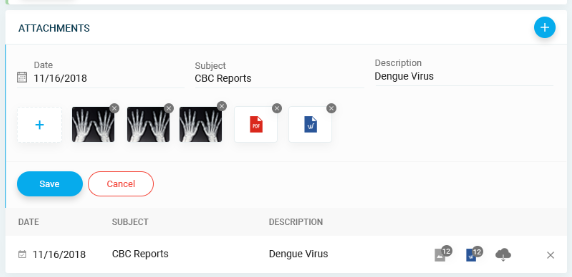 ATTACHMENTS
+
Date
11/16/2018
Subject
CBC Reports
Description
Dengue Virus
+
PDF
Save
Cancel
DATE SUBJECT DESCRIPTION
11/16/2018 CBC Reports Dengue Virus 12 12